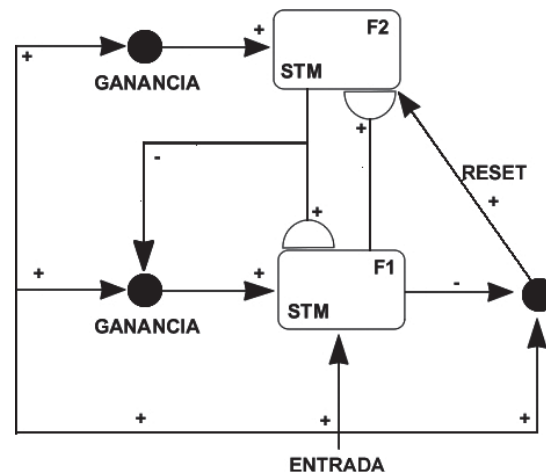 F2
+ +
STM
GANANCIA
+
- RESET
+
+
F1
+ + -
STM
GANANCIA
+ + +
ENTRADA